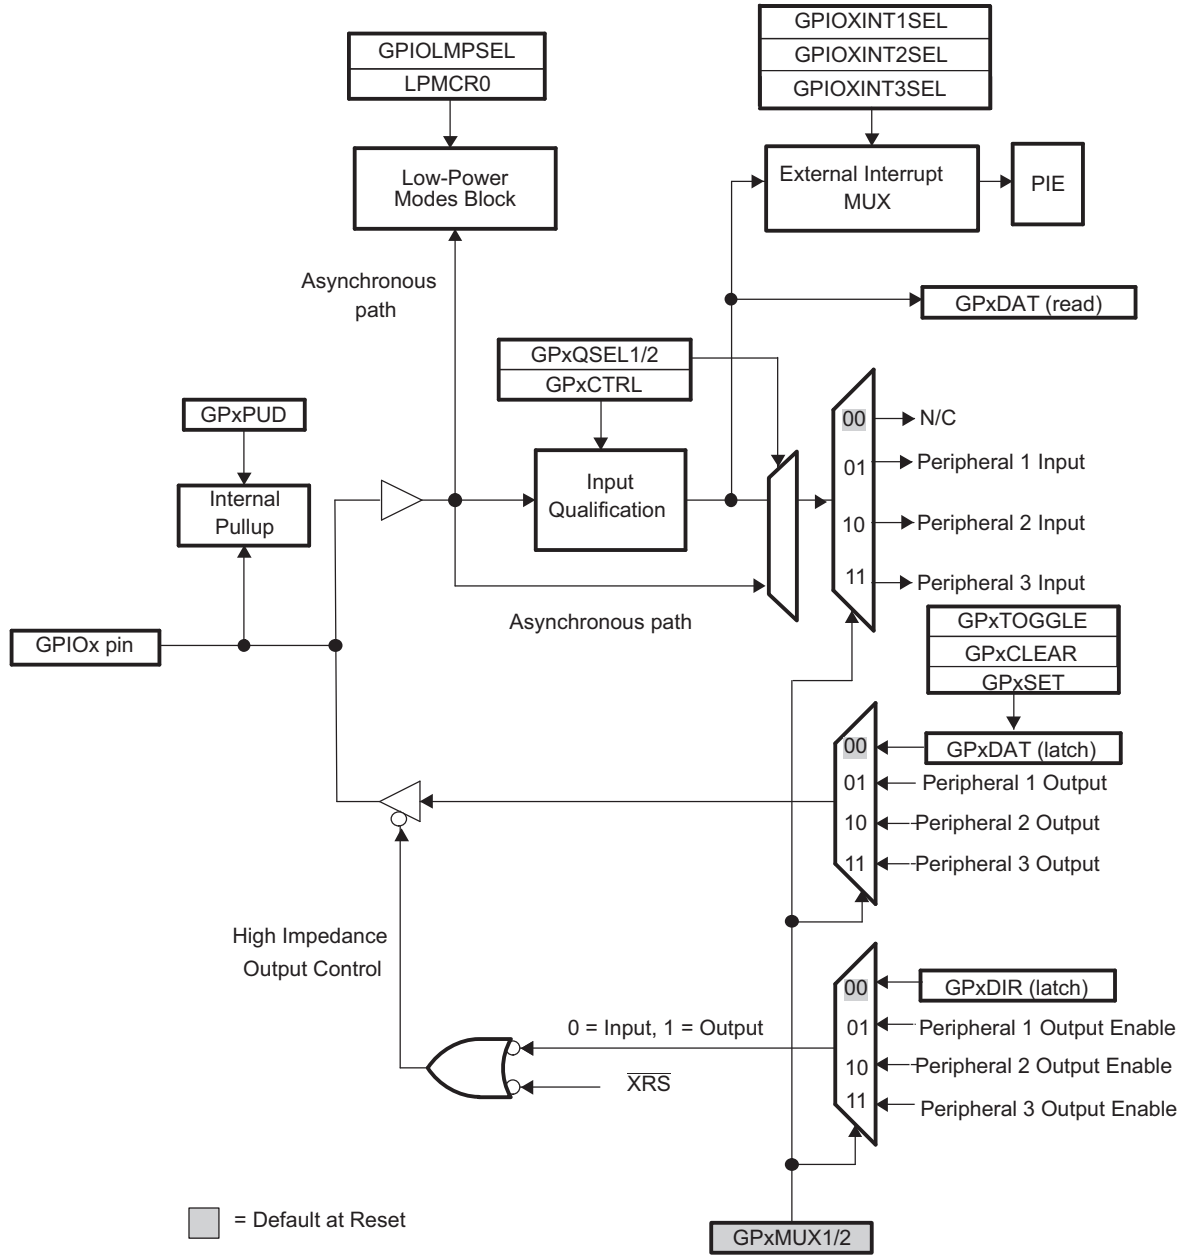 GPIOXINT1SEL
GPIOXINT2SEL
GPIOXINT3SEL
GPIOLMPSEL
LPMCR0
Low-Power
Modes Block
External Interrupt
MUX
PIE
Asynchronous
path
GPxDAT (read)
GPxQSEL1/2
GPxCTRL
GPxPUD
Internal
Pullup
Input
Qualification
00
N/C
01
Peripheral 1 Input
10
Peripheral 2 Input
11
Peripheral 3 Input
Asynchronous path
GPIOx pin
GPxTOGGLE
GPxCLEAR
GPxSET
00
GPxDAT (latch)
01
Peripheral 1 Output
10
Peripheral 2 Output
11
Peripheral 3 Output
High Impedance
Output Control
00
GPxDIR (latch)
0 = Input, 1 = Output
01
Peripheral 1 Output Enable
10
Peripheral 2 Output Enable
XRS
11
Peripheral 3 Output Enable
= Default at Reset
GPxMUX1/2